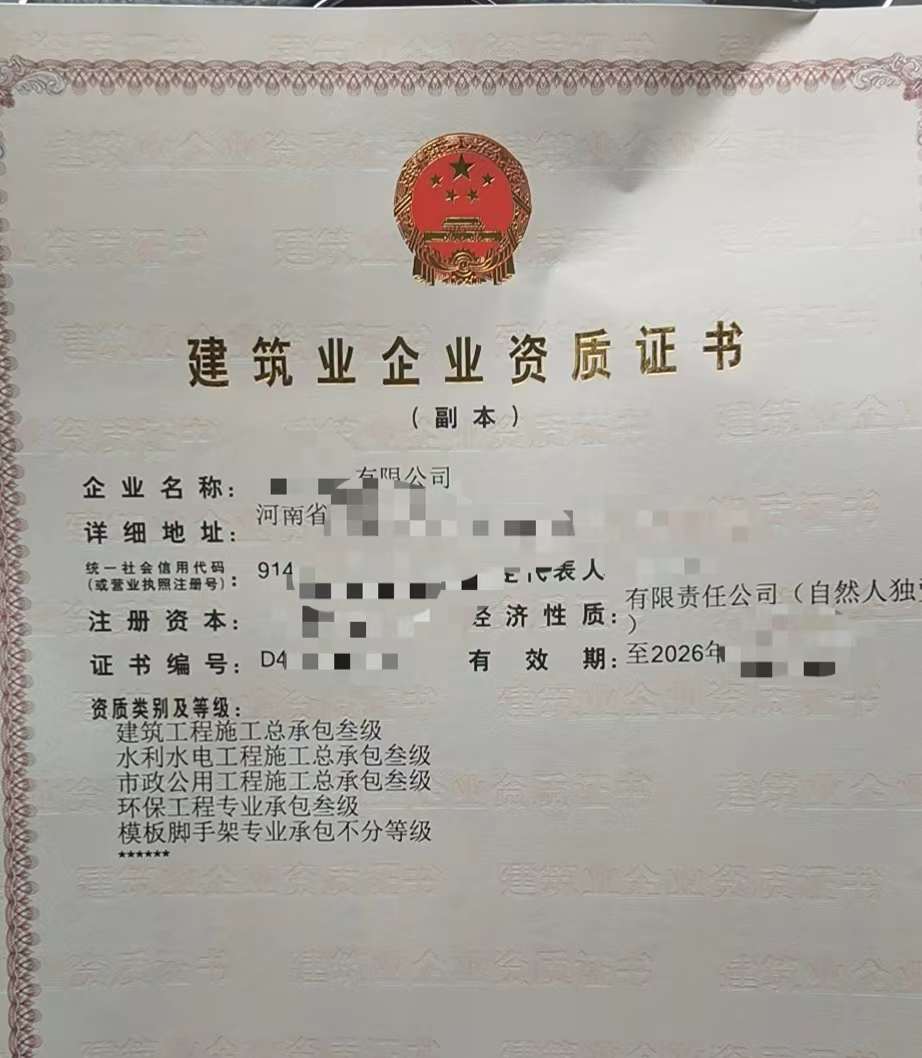 建筑业企业资质证书
（副本）
企业名称： 有限公司
详细地址： 河南省
统一社会信用代码
（或营业执照注册号）： 914 代表人
注册资本： 经济性质： 有限责任公司（自然人独
）
证书编号： D4 有效期： 至2026年
资质类别及等级：
建筑工程施工总承包叁级
水利水电工程施工总承包叁级
市政公用工程施工总承包叁级
环保工程专业承包叁级
模板脚手架专业承包不分等级
******